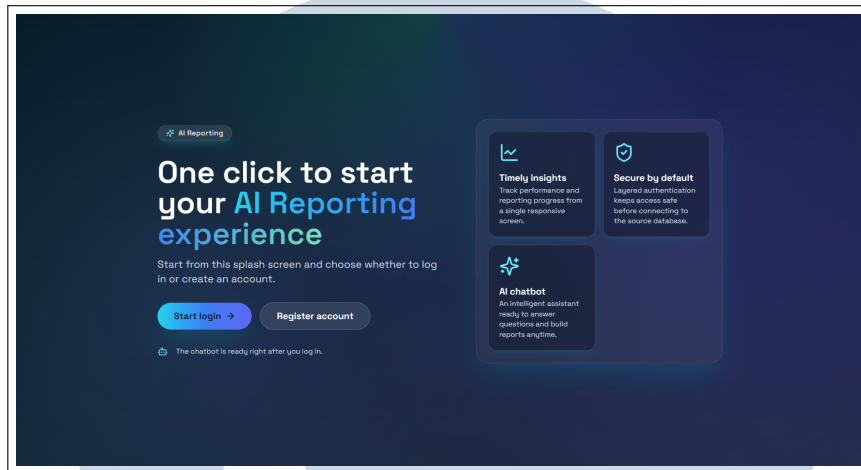 AI Reporting
One click to start
your AI Reporting
experience
Start from this splash screen and choose whether to log
in or create an account.
Start login →
Register account
The chatbot is ready right after you log in.
Timely insights
Track performance and
reporting progress from
a single responsive
screen.
Secure by default
Layered authentication
keeps access safe
before connecting to
the source database.
AI chatbot
An intelligent assistant
ready to answer
questions and build
reports anytime.